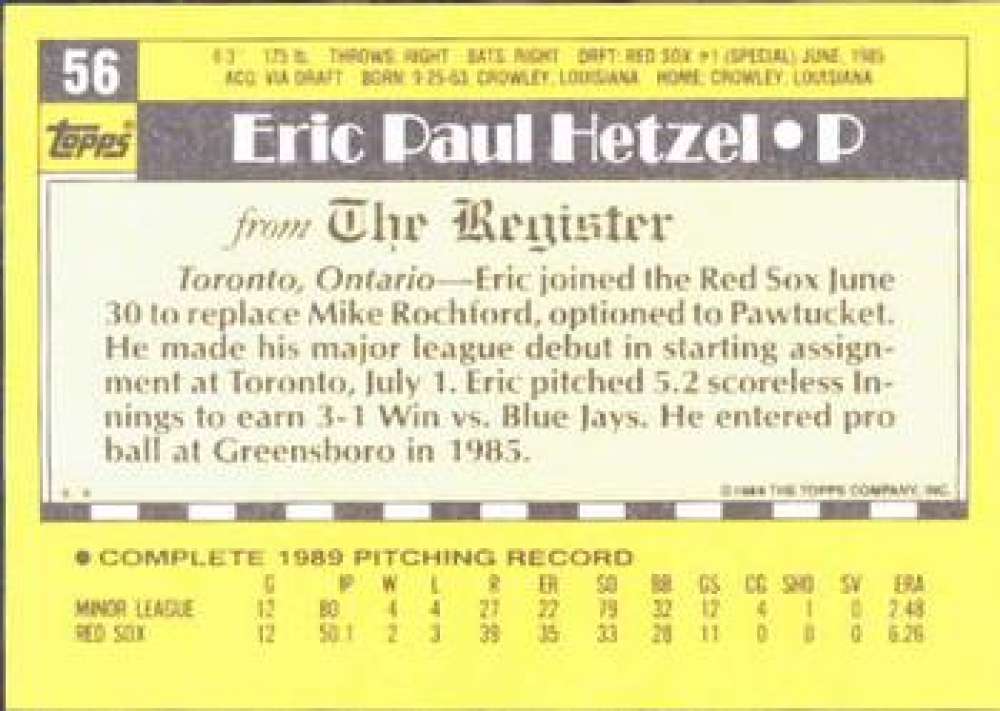 56
6 3 175 lb. THROWS: RIGHT BATS: RIGHT DRFT: RED SOX #1 (SPECIAL) JUNE, 1985
ACQ: VIA DRAFT BORN: 9-25-63, CROWLEY, LOUISIANA HOME: CROWLEY, LOUISIANA
topps®
Eric Paul Hetzel • P
from The Register
Toronto, Ontario—Eric joined the Red Sox June
30 to replace Mike Rochford, optioned to Pawtucket.
He made his major league debut in starting assign-
ment at Toronto, July 1. Eric pitched 5.2 scoreless In-
nings to earn 3-1 Win vs. Blue Jays. He entered pro
ball at Greensboro in 1985.
* *
© THE TOPPS COMPANY, INC.
• COMPLETE 1989 PITCHING RECORD
G IP W L R ER SO BB GS CG SHO SV ERA
MINOR LEAGUE 12 80 4 4 27 22 79 32 12 4 1 0 2.48
RED SOX 12 50.1 2 3 39 35 33 28 11 0 0 0 6.26